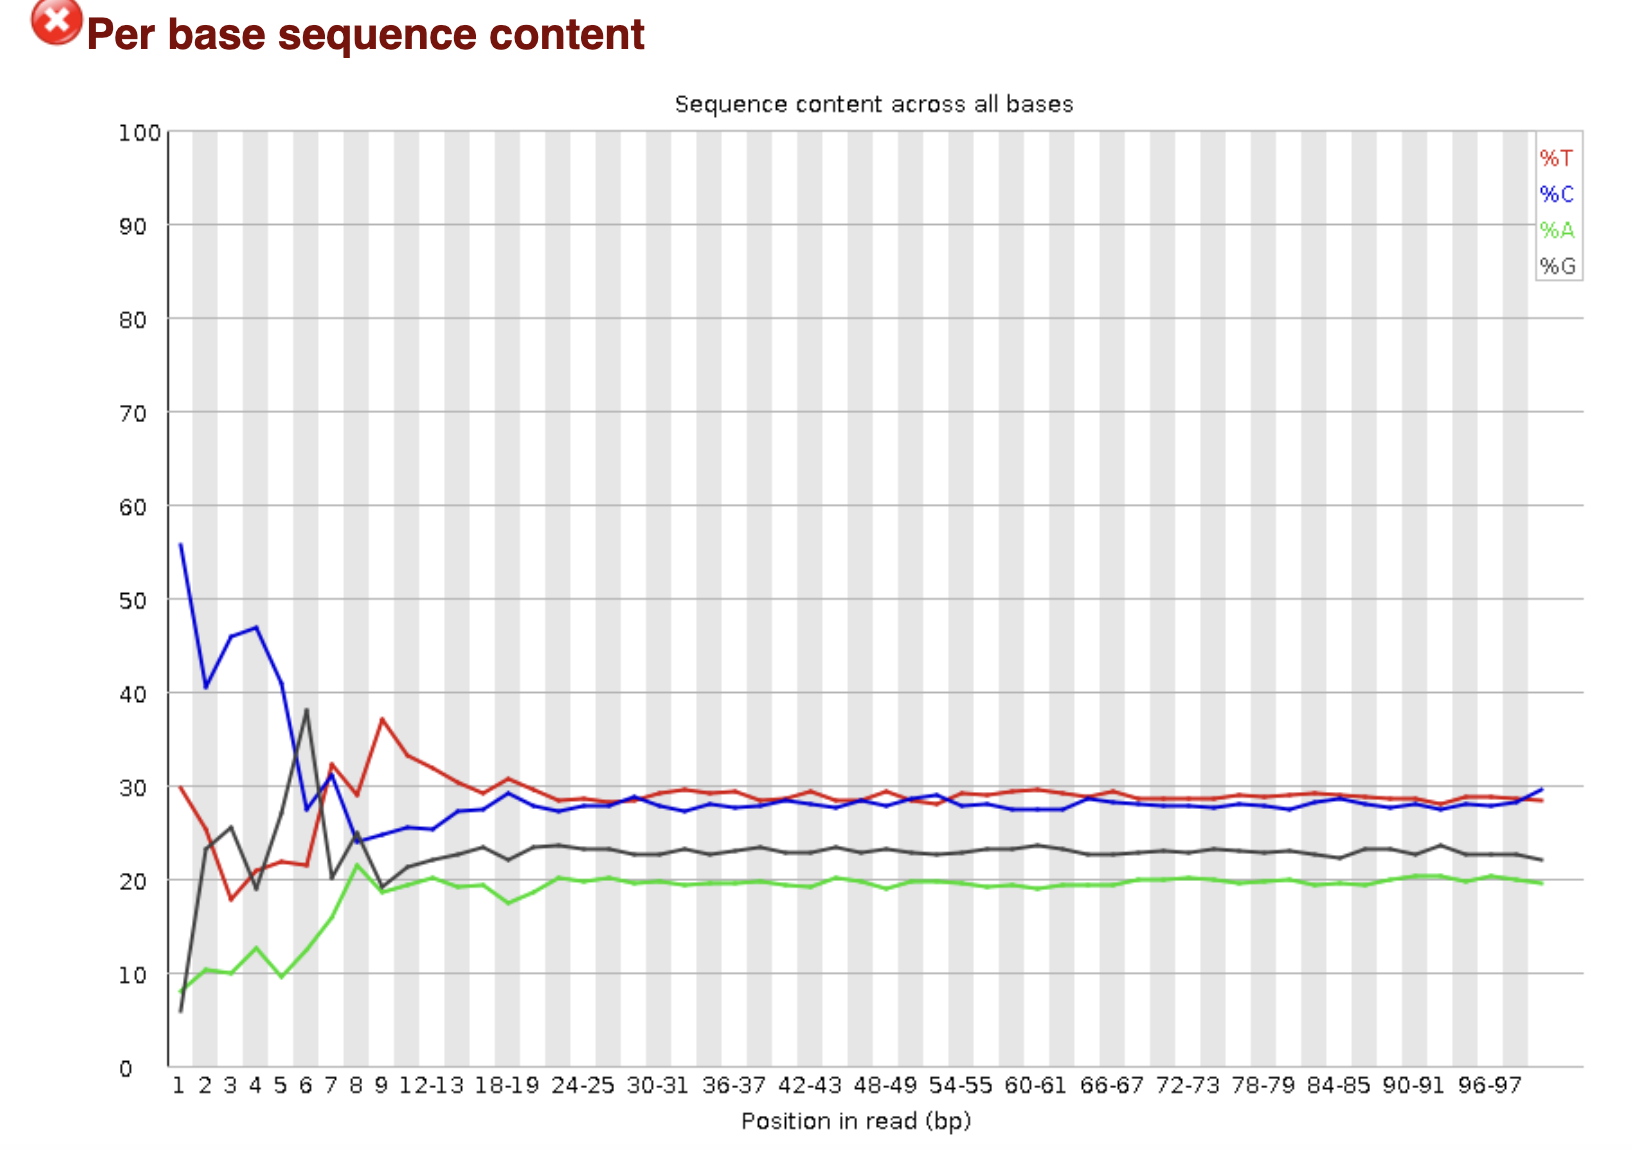 Per base sequence content
Sequence content across all bases
100
90
80
70
60
50
40
30
20
10
0
%T
%C
%A
%G
1 2 3 4 5 6 7 8 9 12-13 18-19 24-25 30-31 36-37 42-43 48-49 54-55 60-61 66-67 72-73 78-79 84-85 90-91 96-97
Position in read (bp)